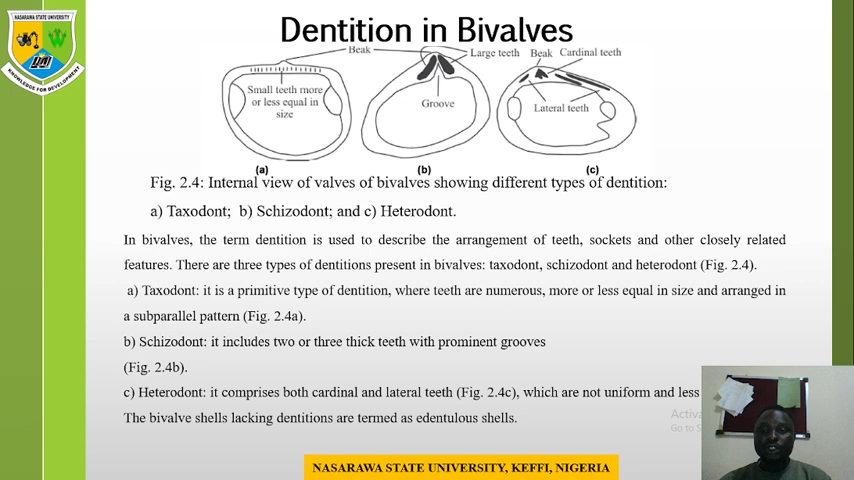 NASARAWA STATE UNIVERSITY
KNOWLEDGE FOR DEVELOPMENT
Dentition in Bivalves
Beak
Large teeth
Beak
Cardinal teeth
Small teeth more
or less equal in
size
Groove
Lateral teeth
(a)
(b)
(c)
Fig. 2.4: Internal view of valves of bivalves showing different types of dentition:
a) Taxodont; b) Schizodont; and c) Heterodont.
In bivalves, the term dentition is used to describe the arrangement of teeth, sockets and other closely related
features. There are three types of dentitions present in bivalves: taxodont, schizodont and heterodont (Fig. 2.4).
a) Taxodont: it is a primitive type of dentition, where teeth are numerous, more or less equal in size and arranged in
a subparallel pattern (Fig. 2.4a).
b) Schizodont: it includes two or three thick teeth with prominent grooves
(Fig. 2.4b).
c) Heterodont: it comprises both cardinal and lateral teeth (Fig. 2.4c), which are not uniform and less
The bivalve shells lacking dentitions are termed as edentulous shells.
Activa
Go to S
NASARAWA STATE UNIVERSITY, KEFFI, NIGERIA